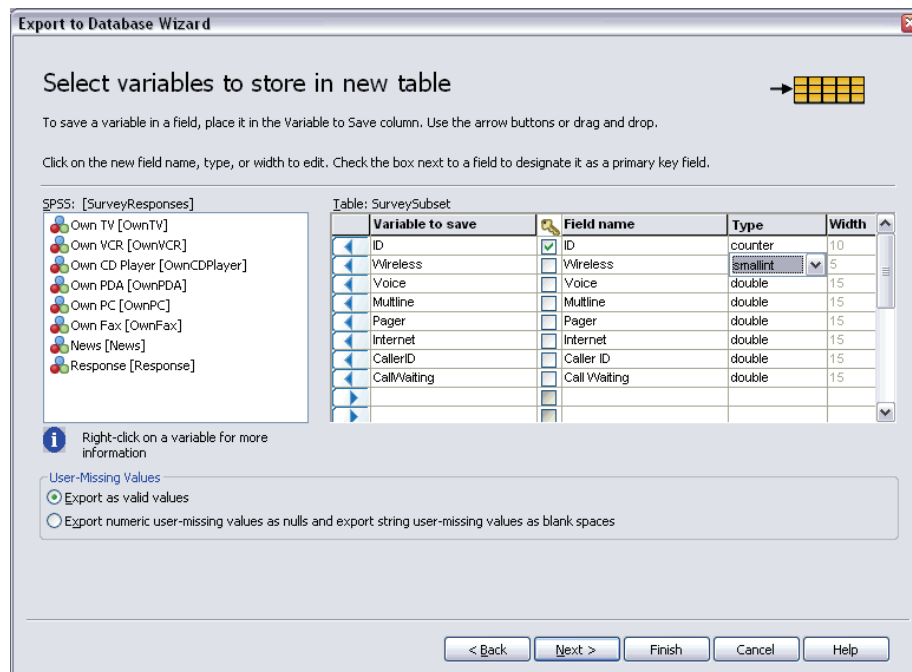 Export to Database Wizard
Select variables to store in new table
To save a variable in a field, place it in the Variable to Save column. Use the arrow buttons or drag and drop.
Click on the new field name, type, or width to edit. Check the box next to a field to designate it as a primary key field.
SPSS: [SurveyResponses]
Own TV [OwnTV]
Own VCR [OwnVCR]
Own CD Player [OwnCDPlayer]
Own PDA [OwnPDA]
Own PC [OwnPC]
Own Fax [OwnFax]
News [News]
Response [Response]
Table: SurveySubset
Variable to save Field name Type Width
ID ID counter 10
Wireless Wireless smallint 5
Voice Voice double 15
Multline Multline double 15
Pager Pager double 15
Internet Internet double 15
CallerID Caller ID double 15
CallWaiting Call Waiting double 15
Right-click on a variable for more
information
User-Missing Values
Export as valid values
Export numeric user-missing values as nulls and export string user-missing values as blank spaces
< Back Next > Finish Cancel Help